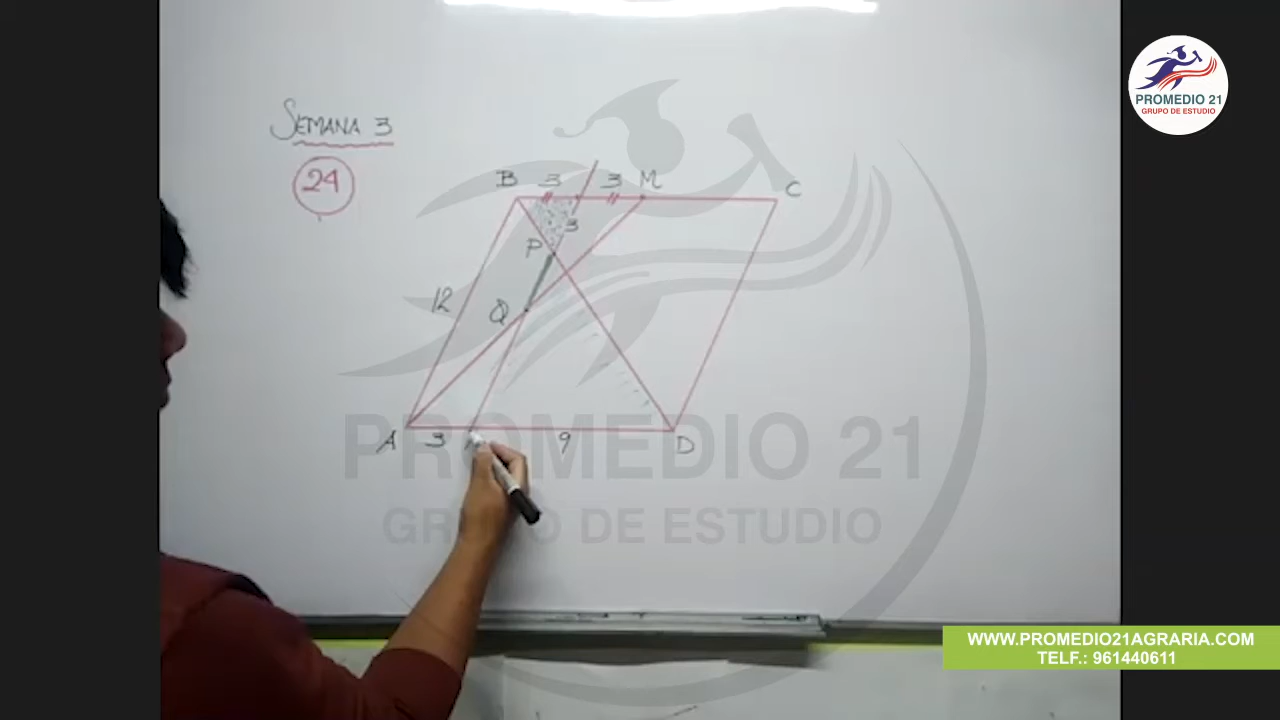 PROMEDIO 21
GRUPO DE ESTUDIO
SEMANA 3
24
B 3 3 M C
3
P
12 Q
A 3 9 D
PROMEDIO 21
GRUPO DE ESTUDIO
WWW.PROMEDIO21AGRARIA.COM
TELF.: 961440611